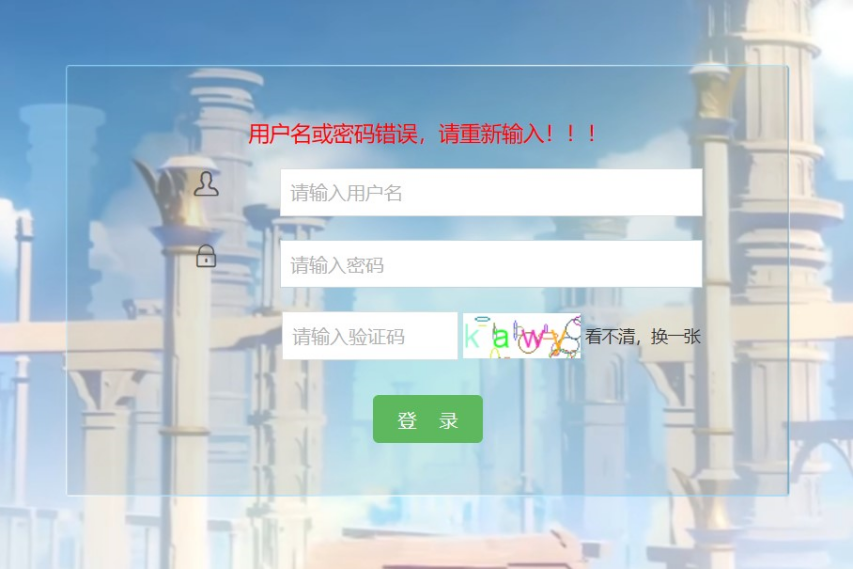 用户名或密码错误，请重新输入！！！
请输入用户名
请输入密码
请输入验证码 kawy 看不清，换一张
登 录